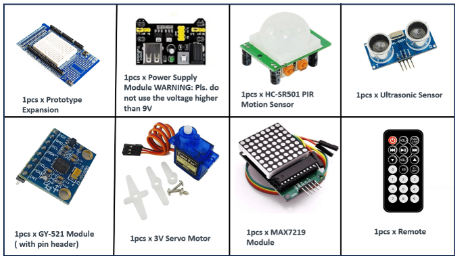 1pcs x Prototype
Expansion
1pcs x Power Supply
Module WARNING: Pls. do
not use the voltage higher
than 9V
1pcs x HC-SR501 PIR
Motion Sensor
1pcs x Ultrasonic Sensor
1pcs x GY-521 Module
( with pin header)
1pcs x 3V Servo Motor
1pcs x MAX7219
Module
1pcs x Remote